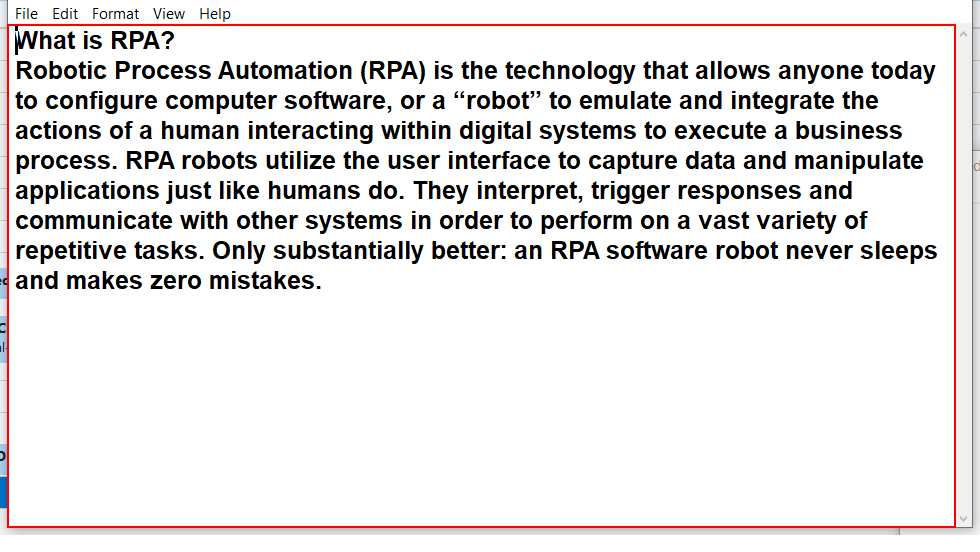 File Edit Format View Help
What is RPA?
Robotic Process Automation (RPA) is the technology that allows anyone today
to configure computer software, or a “robot” to emulate and integrate the
actions of a human interacting within digital systems to execute a business
process. RPA robots utilize the user interface to capture data and manipulate
applications just like humans do. They interpret, trigger responses and
communicate with other systems in order to perform on a vast variety of
repetitive tasks. Only substantially better: an RPA software robot never sleeps
and makes zero mistakes.